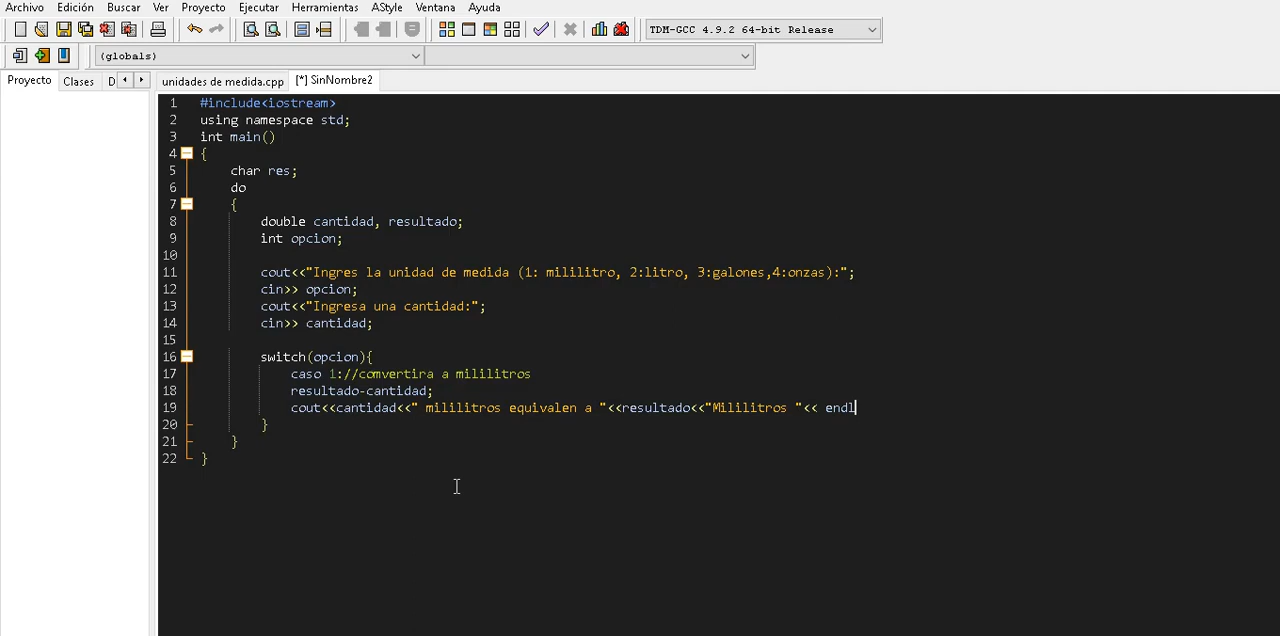 Archivo Edición Buscar Ver Proyecto Ejecutar Herramientas AStyle Ventana Ayuda
TDM-GCC 4.9.2 64-bit Release
(globals)
Proyecto Clases D unidades de medida.cpp [*] SinNombre2
1 #include<iostream>
2 using namespace std;
3 int main()
4 {
5 char res;
6 do
7 {
8 double cantidad, resultado;
9 int opcion;
10
11 cout<<"Ingres la unidad de medida (1: mililitro, 2:litro, 3:galones,4:onzas):";
12 cin>> opcion;
13 cout<<"Ingresa una cantidad:";
14 cin>> cantidad;
15
16 switch(opcion){
17 caso 1://comvertira a mililitros
18 resultado-cantidad;
19 cout<<cantidad<<" mililitros equivalen a "<<resultado<<"Mililitros "<< endl
20 }
21 }
22 }